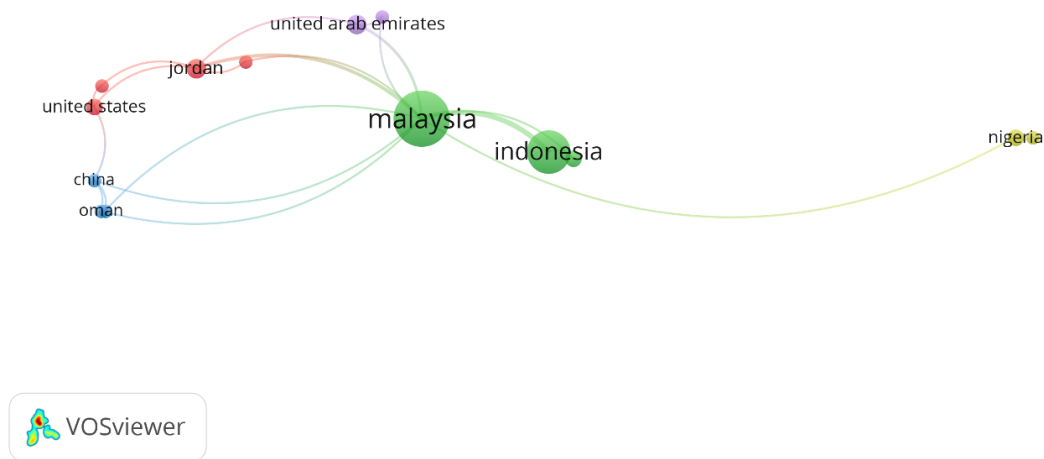 united arab emirates
jordan
united states
malaysia
indonesia
nigeria
china
oman
VOSviewer